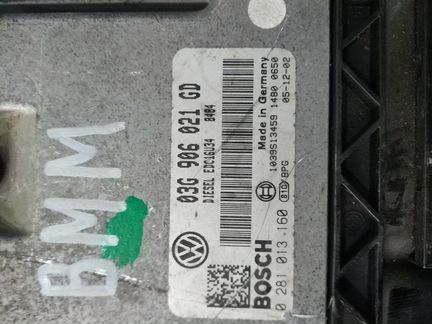 BMM
03G 906 021 GD
DIESEL EDC16U34 8404
Made in Germany
1039S13459 1480 0650
05-12-02
81D BPG
BOSCH
0 281 013 160